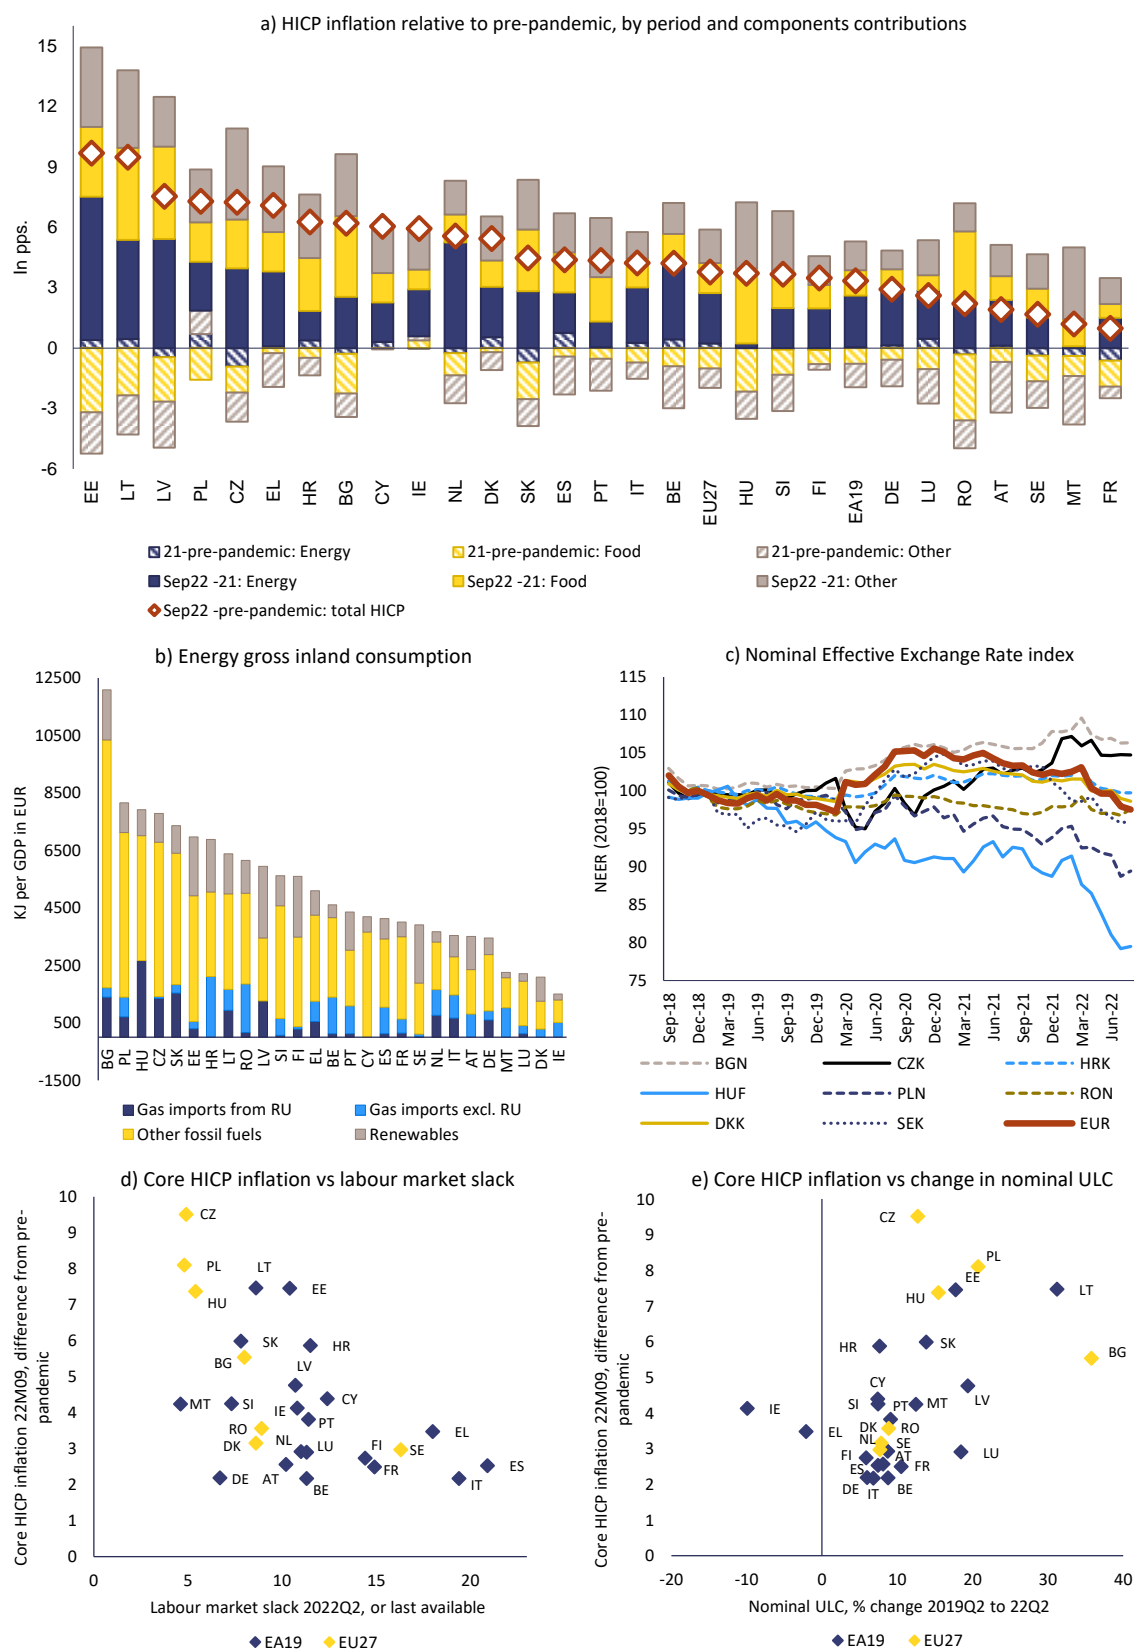 a) HICP inflation relative to pre-pandemic, by period and components contributions
In pps.
15
12
9
6
3
0
-3
-6
EE LT LV PL CZ EL HR BG CY IE NL DK SK ES PT IT BE EU27 HU SI FI EA19 DE LU RO AT SE MT FR
21-pre-pandemic: Energy 21-pre-pandemic: Food 21-pre-pandemic: Other
Sep22 -21: Energy Sep22 -21: Food Sep22 -21: Other
Sep22 -pre-pandemic: total HICP
b) Energy gross inland consumption
KJ per GDP in EUR
12500
10500
8500
6500
4500
2500
500
-1500
BG PL HU CZ SK EE HR LT RO LV SI FI EL BE PT CY ES FR SE NL IT AT DE MT LU DK IE
Gas imports from RU Gas imports excl. RU
Other fossil fuels Renewables
c) Nominal Effective Exchange Rate index
NEER (2018=100)
115
110
105
100
95
90
85
80
75
Sep-18 Dec-18 Mar-19 Jun-19 Sep-19 Dec-19 Mar-20 Jun-20 Sep-20 Dec-20 Mar-21 Jun-21 Sep-21 Dec-21 Mar-22 Jun-22
BGN CZK HRK
HUF PLN RON
DKK SEK EUR
d) Core HICP inflation vs labour market slack
Core HICP inflation 22M09, difference from pre-
pandemic
10
9
8
7
6
5
4
3
2
1
0
CZ
PL
LT
EE
HU
SK
HR
BG
LV
MT
SI
IE
CY
PT
RO
EL
DK
NL
LU
FI
SE
DE
AT
BE
FR
ES
IT
0 5 10 15 20
Labour market slack 2022Q2, or last available
EA19 EU27
e) Core HICP inflation vs change in nominal ULC
Core HICP inflation 22M09, difference from pre-
pandemic
10
9
8
7
6
5
4
3
2
1
0
CZ
PL
EE
HU
LT
HR
SK
BG
CY
LV
IE
SI
PT
MT
EL
DK
RO
NL
SE
LU
FI
AT
ES
FR
DE
IT
BE
-20 -10 0 10 20 30 40
Nominal ULC, % change 2019Q2 to 22Q2
EA19 EU27